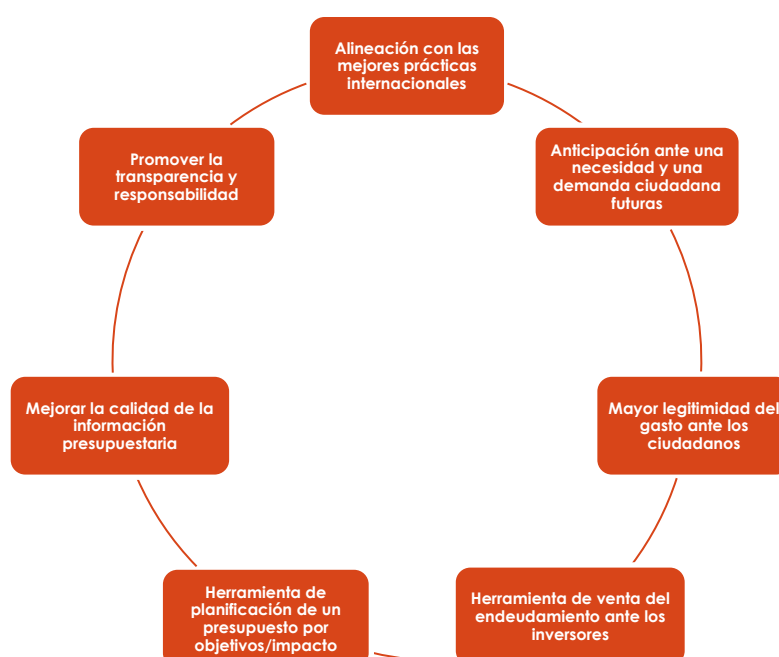 Alineación con las
mejores prácticas
internacionales
Anticipación ante una
necesidad y una
demanda ciudadana
futuras
Mayor legitimidad del
gasto ante los
ciudadanos
Herramienta de venta del
endeudamiento ante los
inversores
Herramienta de
planificación de un
presupuesto por
objetivos/impacto
Mejorar la calidad de la
información
presupuestaria
Promover la
transparencia y
responsabilidad